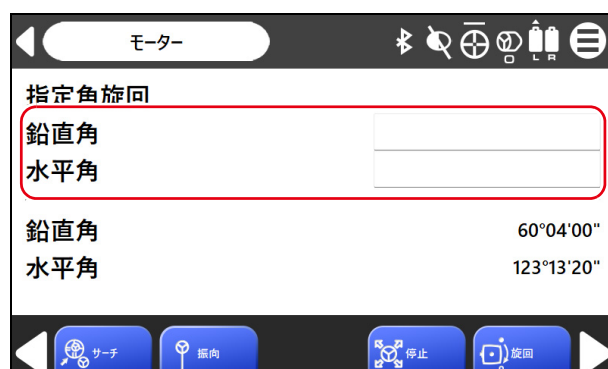 モーター
O L R
指定角旋回
鉛直角
水平角
鉛直角 60°04'00"
水平角 123°13'20"
サーチ 振向 停止 旋回